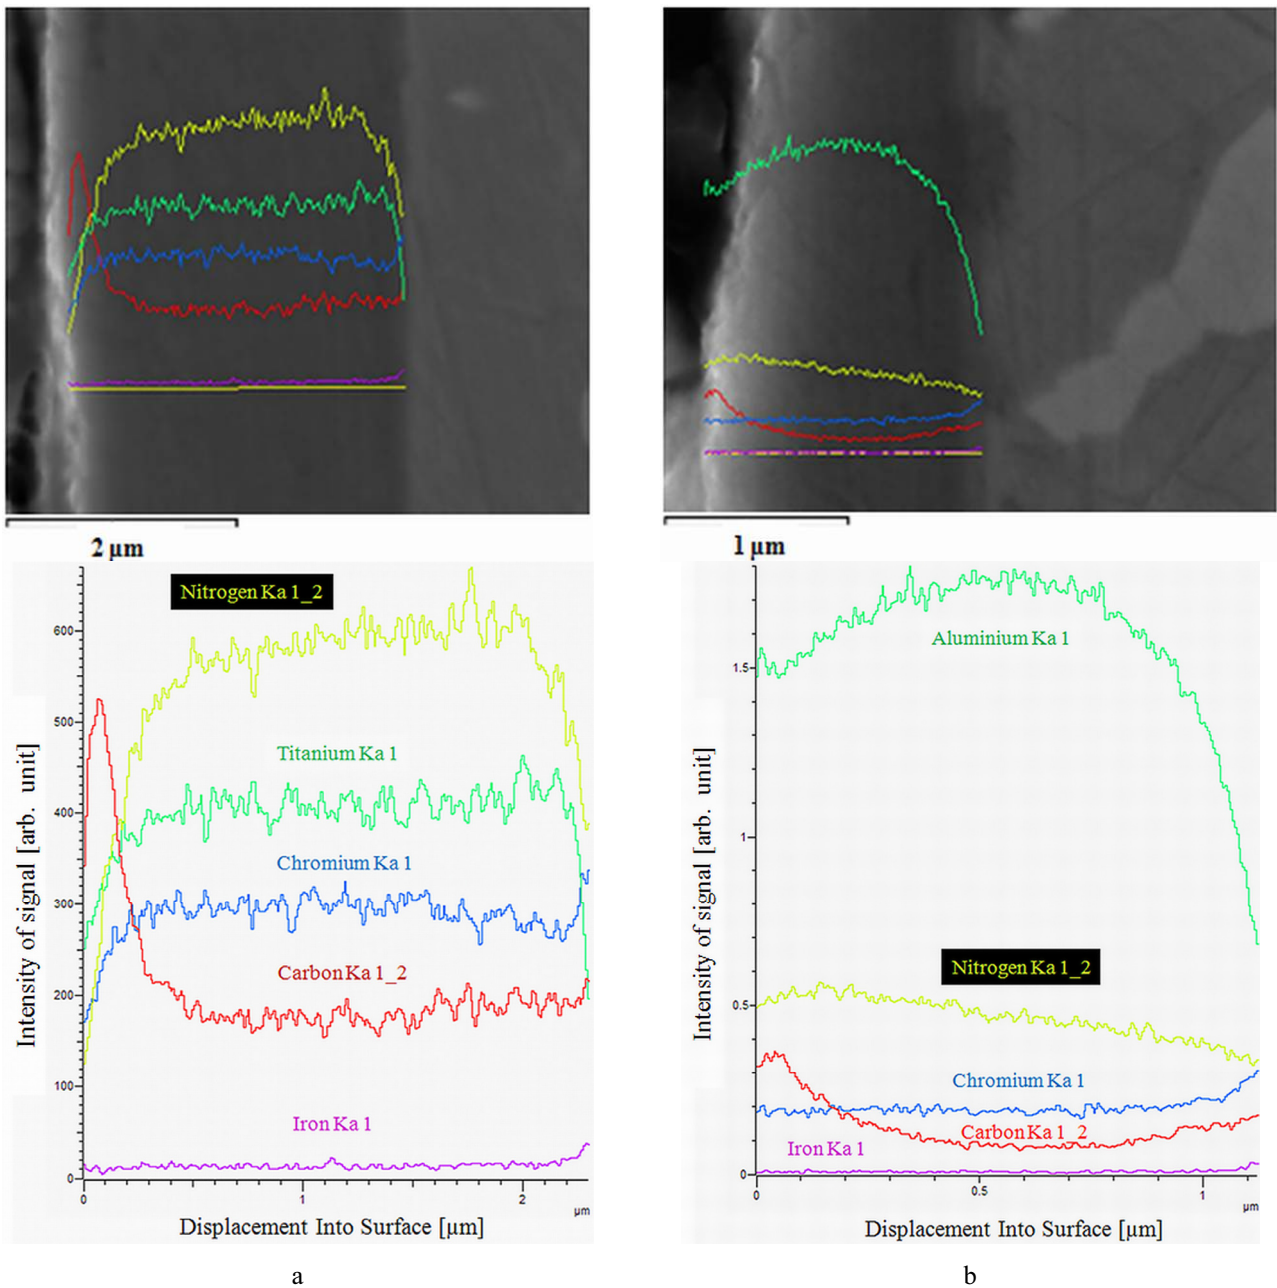 2 µm
1 µm
Nitrogen Ka 1_2
600
500
400
300
200
100
0
Titanium Ka 1
Chromium Ka 1
Carbon Ka 1_2
Iron Ka 1
0
1
2
µm
Intensity of signal [arb. unit]
Displacement Into Surface [µm]
a
1.5
1
0.5
0
Aluminium Ka 1
Nitrogen Ka 1_2
Chromium Ka 1
Carbon Ka 1_2
Iron Ka 1
0
0.5
1
µm
Intensity of signal [arb. unit]
Displacement Into Surface [µm]
b